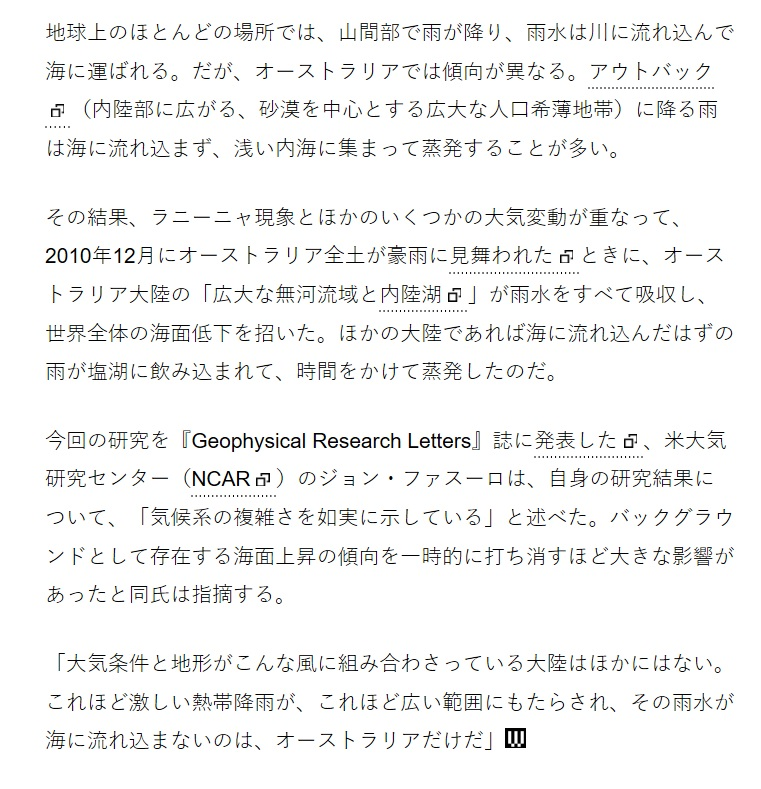 地球上のほとんどの場所では、山間部で雨が降り、雨水は川に流れ込んで
海に運ばれる。だが、オーストラリアでは傾向が異なる。アウトバック
（内陸部に広がる、砂漠を中心とする広大な人口希薄地帯）に降る雨
は海に流れ込まず、浅い内海に集まって蒸発することが多い。
その結果、ラニーニャ現象とほかのいくつかの大気変動が重なって、
2010年12月にオーストラリア全土が豪雨に見舞われたときに、オース
トラリア大陸の「広大な無河流域と内陸湖」が雨水をすべて吸収し、
世界全体の海面低下を招いた。ほかの大陸であれば海に流れ込んだはずの
雨が塩湖に飲み込まれて、時間をかけて蒸発したのだ。
今回の研究を『Geophysical Research Letters』誌に発表した、米大気
研究センター（NCAR）のジョン・ファスーロは、自身の研究結果に
ついて、「気候系の複雑さを如実に示している」と述べた。バックグラウ
ンドとして存在する海面上昇の傾向を一時的に打ち消すほど大きな影響が
あったと同氏は指摘する。
「大気条件と地形がこんな風に組み合わさっている大陸はほかにはない。
これほど激しい熱帯降雨が、これほど広い範囲にもたらされ、その雨水が
海に流れ込まないのは、オーストラリアだけだ」W